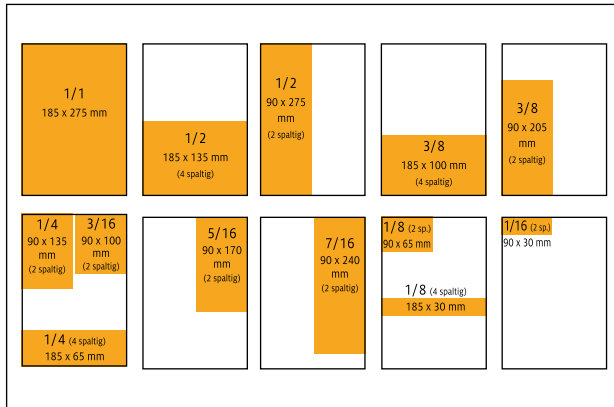 1/1
185 x 275 mm
1/2
185 x 135 mm
(4 spaltig)
1/2
90 x 275
mm
(2 spaltig)
3/8
185 x 100 mm
(4 spaltig)
3/8
90 x 205
mm
(2 spaltig)
1/4
90 x 135
mm
(2 spaltig)
3/16
90 x 100
mm
(2 spaltig)
1/4 (4 spaltig)
185 x 65 mm
5/16
90 x 170
mm
(2 spaltig)
7/16
90 x 240
mm
(2 spaltig)
1/8 (2 sp.)
90 x 65 mm
1/8 (4 spaltig)
185 x 30 mm
1/16 (2 sp.)
90 x 30 mm